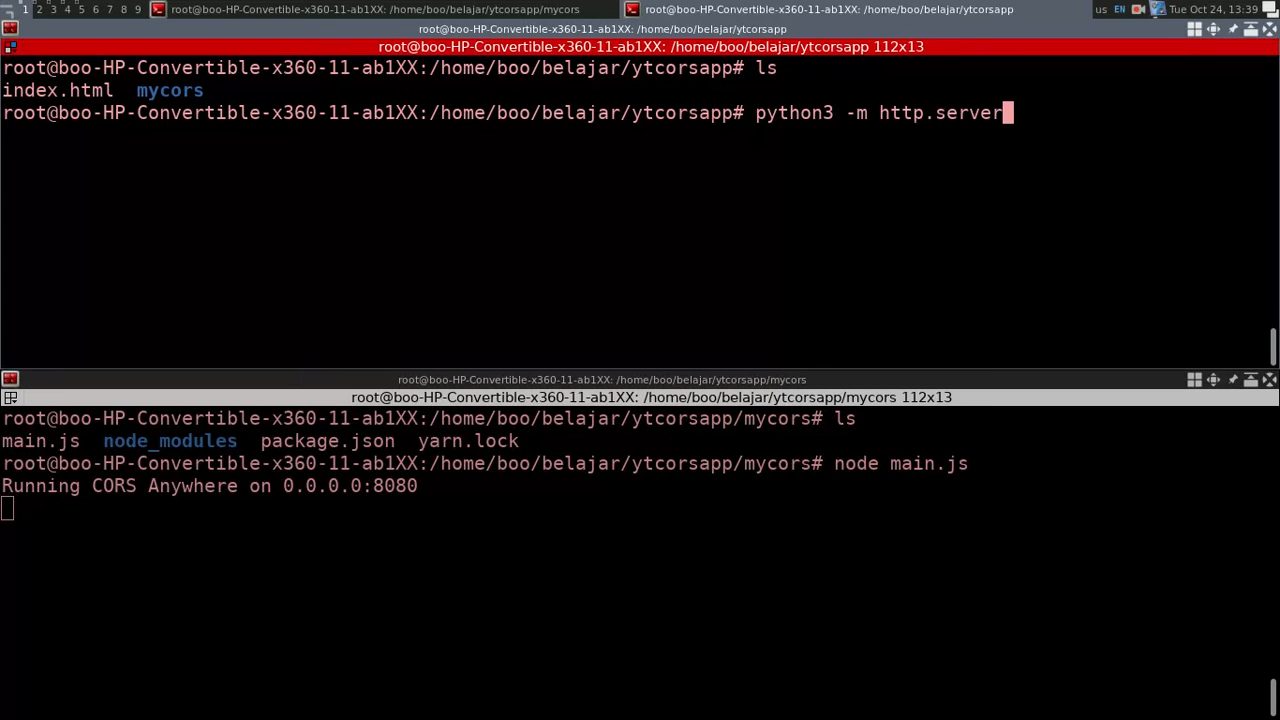 1 2 3 4 5 6 7 8 9 root@boo-HP-Convertible-x360-11-ab1XX: /home/boo/belajar/ytcorsapp/mycors root@boo-HP-Convertible-x360-11-ab1XX: /home/boo/belajar/ytcorsapp us EN Tue Oct 24, 13:39
root@boo-HP-Convertible-x360-11-ab1XX: /home/boo/belajar/ytcorsapp
root@boo-HP-Convertible-x360-11-ab1XX: /home/boo/belajar/ytcorsapp 112x13
root@boo-HP-Convertible-x360-11-ab1XX:/home/boo/belajar/ytcorsapp# ls
index.html  mycors
root@boo-HP-Convertible-x360-11-ab1XX:/home/boo/belajar/ytcorsapp# python3 -m http.server
root@boo-HP-Convertible-x360-11-ab1XX: /home/boo/belajar/ytcorsapp/mycors
root@boo-HP-Convertible-x360-11-ab1XX: /home/boo/belajar/ytcorsapp/mycors 112x13
root@boo-HP-Convertible-x360-11-ab1XX:/home/boo/belajar/ytcorsapp/mycors# ls
main.js  node_modules  package.json  yarn.lock
root@boo-HP-Convertible-x360-11-ab1XX:/home/boo/belajar/ytcorsapp/mycors# node main.js
Running CORS Anywhere on 0.0.0.0:8080